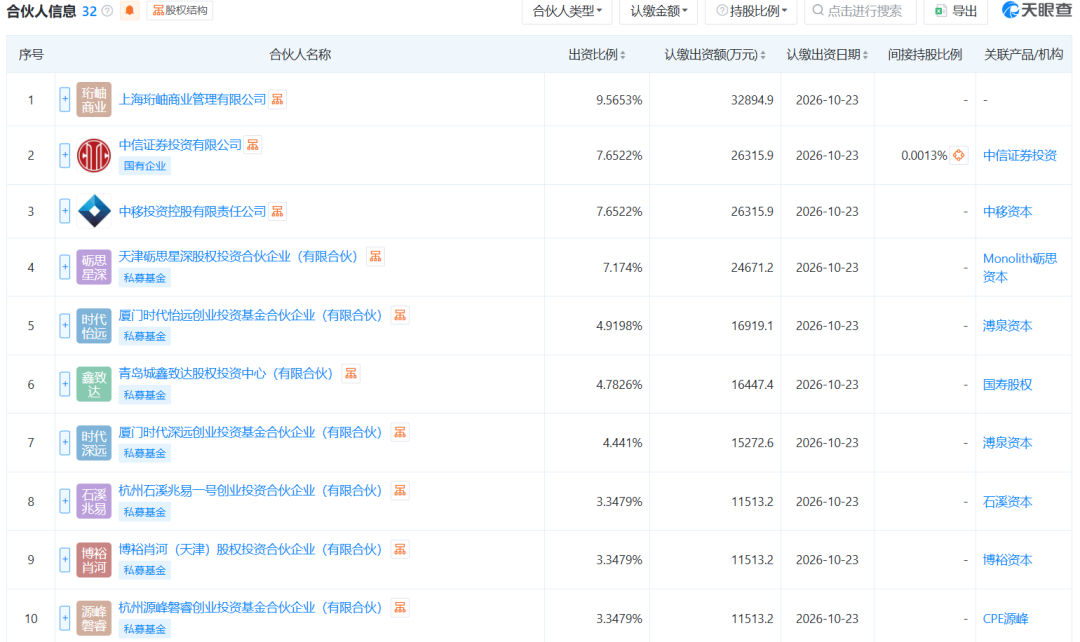 合伙人信息 32 股权结构 合伙人类型 认缴金额 持股比例 点击进行搜索 导出 天眼查
序号 合伙人名称 出资比例 认缴出资额(万元) 认缴出资日期 间接持股比例 关联产品/机构
1 珩岫商业 上海珩岫商业管理有限公司 9.5653% 32894.9 2026-10-23 - -
2 中信证券投资有限公司 7.6522% 26315.9 2026-10-23 0.0013% 中信证券投资
国有企业
3 中移投资控股有限责任公司 7.6522% 26315.9 2026-10-23 - 中移资本
4 砺思星深 天津砺思星深股权投资合伙企业（有限合伙） 7.174% 24671.2 2026-10-23 - Monolith砺思资本
私募基金
5 时代怡远 厦门时代怡远创业投资基金合伙企业（有限合伙） 4.9198% 16919.1 2026-10-23 - 溥泉资本
私募基金
6 鑫致达 青岛城鑫致达股权投资中心（有限合伙） 4.7826% 16447.4 2026-10-23 - 国寿股权
私募基金
7 时代深远 厦门时代深远创业投资基金合伙企业（有限合伙） 4.441% 15272.6 2026-10-23 - 溥泉资本
私募基金
8 石溪兆易 杭州石溪兆易一号创业投资合伙企业（有限合伙） 3.3479% 11513.2 2026-10-23 - 石溪资本
私募基金
9 博裕肖河 博裕肖河（天津）股权投资合伙企业（有限合伙） 3.3479% 11513.2 2026-10-23 - 博裕资本
私募基金
10 源峰磐睿 杭州源峰磐睿创业投资基金合伙企业（有限合伙） 3.3479% 11513.2 2026-10-23 - CPE源峰
私募基金